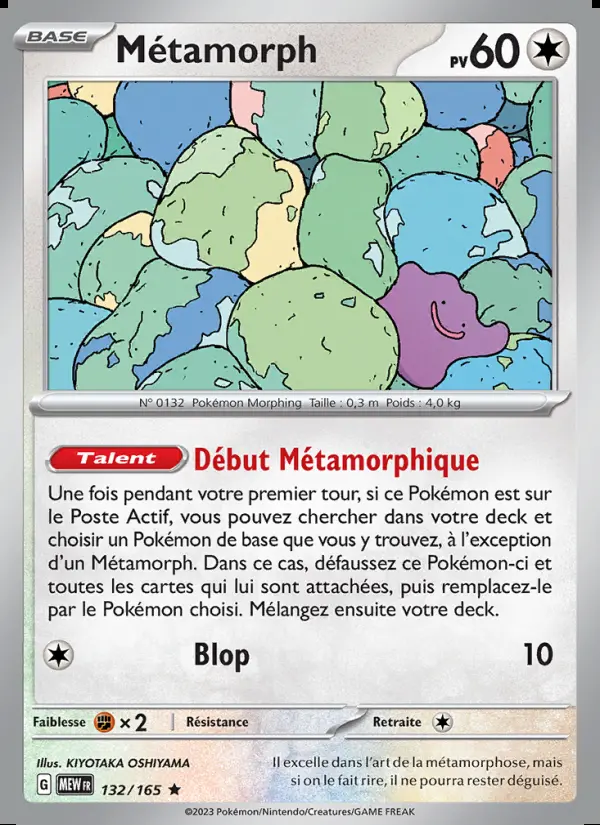 BASE
Métamorph
PV 60
N° 0132 Pokémon Morphing Taille : 0,3 m Poids : 4,0 kg
Talent Début Métamorphique
Une fois pendant votre premier tour, si ce Pokémon est sur
le Poste Actif, vous pouvez chercher dans votre deck et
choisir un Pokémon de base que vous y trouvez, à l'exception
d'un Métamorph. Dans ce cas, défaussez ce Pokémon-ci et
toutes les cartes qui lui sont attachées, puis remplacez-le
par le Pokémon choisi. Mélangez ensuite votre deck.
Blop 10
Faiblesse ×2 Résistance Retraite
Illus. KIYOTAKA OSHIYAMA
G MEW FR 132/165 ★
Il excelle dans l'art de la métamorphose, mais
si on le fait rire, il ne pourra rester déguisé.
©2023 Pokémon/Nintendo/Creatures/GAME FREAK